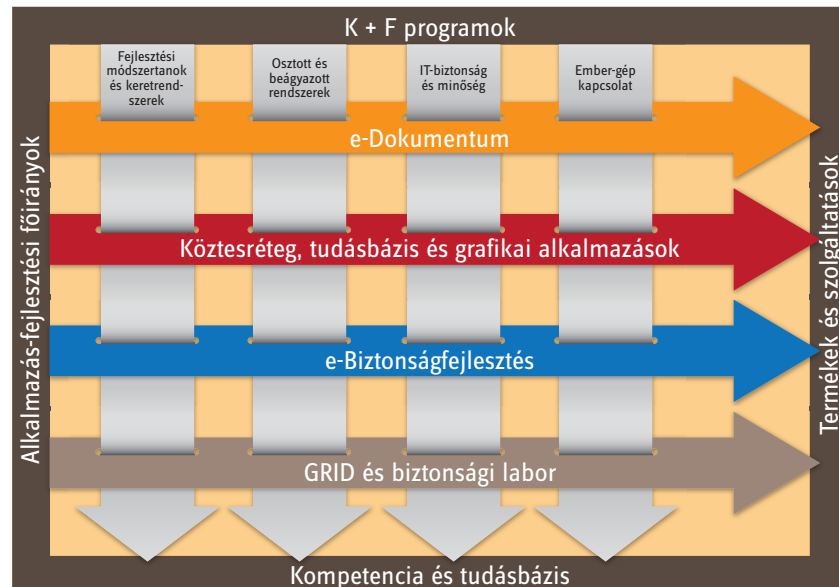 K + F programok
Fejlesztési
módszertanok
és keretrend-
szerek
Osztott és
beágyazott
rendszerek
IT-biztonság
és minőség
Ember-gép
kapcsolat
Alkalmazás-fejlesztési főirányok
e-Dokumentum
Köztesréteg, tudásbázis és grafikai alkalmazások
e-Biztonságfejlesztés
GRID és biztonsági labor
Termékek és szolgáltatások
Kompetencia és tudásbázis